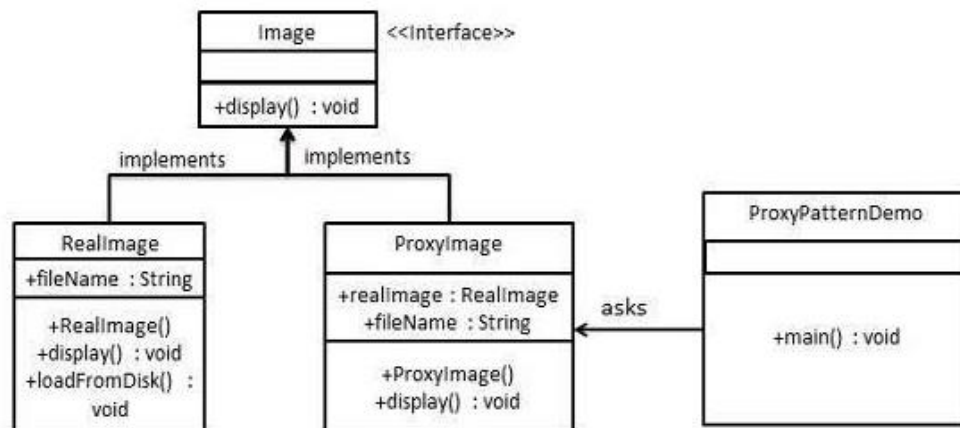 Image
<<Interface>>
+display() : void
implements
implements
RealImage
+fileName : String
+RealImage()
+display() : void
+loadFromDisk() :
void
ProxyImage
+realImage : RealImage
+fileName : String
+ProxyImage()
+display() : void
asks
ProxyPatternDemo
+main() : void